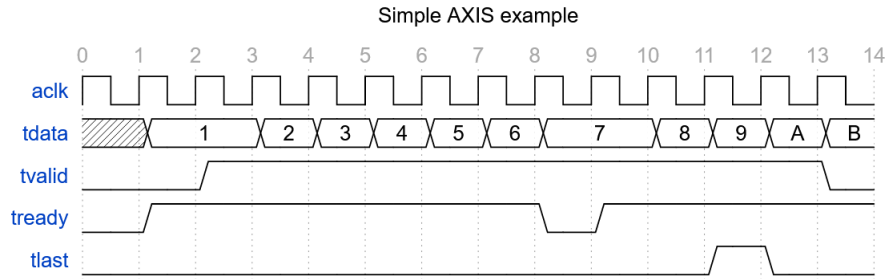 Simple AXIS example
0 1 2 3 4 5 6 7 8 9 10 11 12 13 14
aclk
tdata 1 2 3 4 5 6 7 8 9 A B
tvalid
tready
tlast